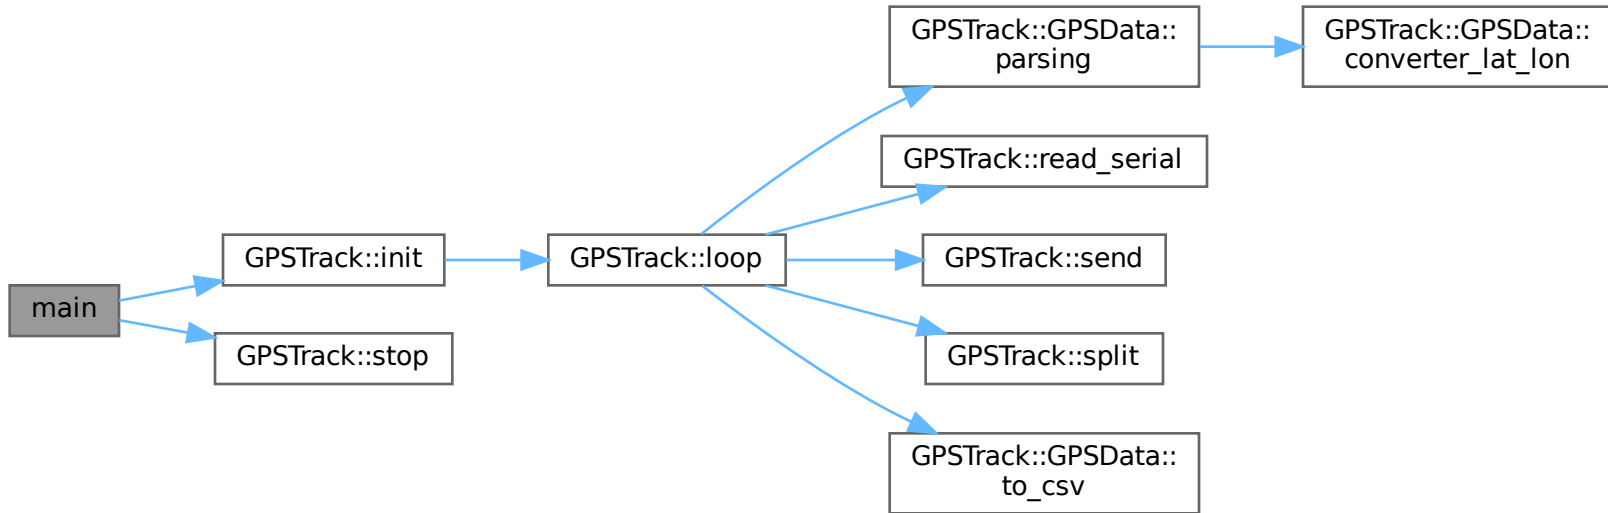 main
GPSTrack::init
GPSTrack::stop
GPSTrack::loop
GPSTrack::GPSData::
parsing
GPSTrack::read_serial
GPSTrack::send
GPSTrack::split
GPSTrack::GPSData::
to_csv
GPSTrack::GPSData::
converter_lat_lon